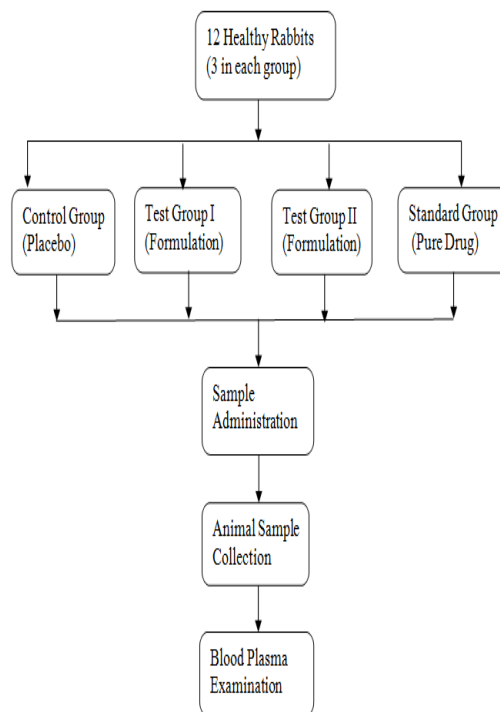 12 Healthy Rabbits
(3 in each group)
Control Group
(Placebo)
Test Group I
(Formulation)
Test Group II
(Formulation)
Standard Group
(Pure Drug)
Sample
Administration
Animal Sample
Collection
Blood Plasma
Examination